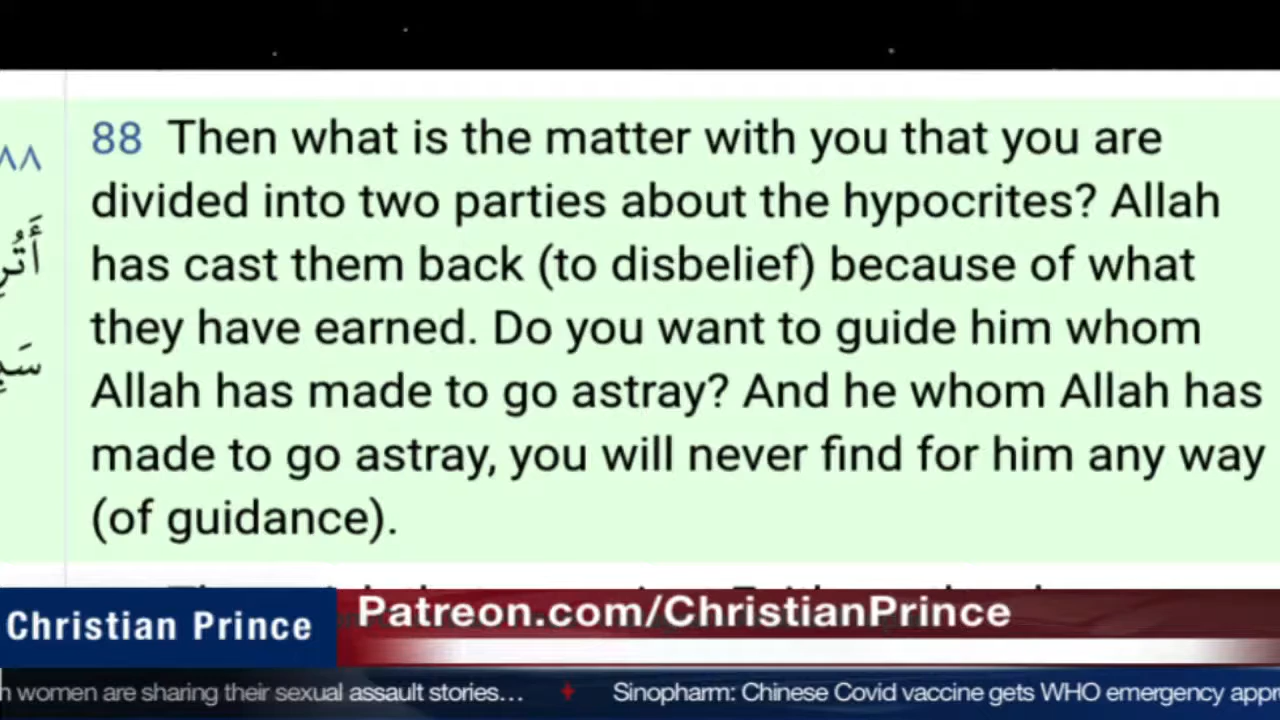 88 Then what is the matter with you that you are
divided into two parties about the hypocrites? Allah
has cast them back (to disbelief) because of what
they have earned. Do you want to guide him whom
Allah has made to go astray? And he whom Allah has
made to go astray, you will never find for him any way
(of guidance).
٨٨
Christian Prince
Patreon.com/ChristianPrince
women are sharing their sexual assault stories... Sinopharm: Chinese Covid vaccine gets WHO emergency